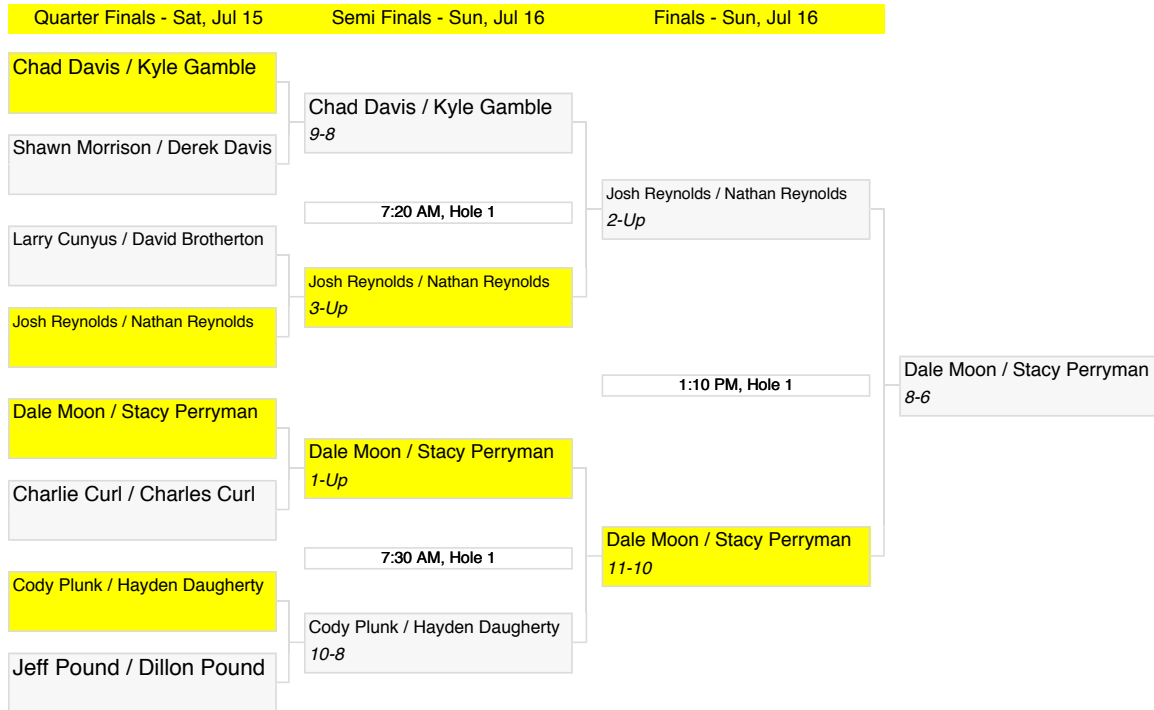 Quarter Finals - Sat, Jul 15
Semi Finals - Sun, Jul 16
Finals - Sun, Jul 16
Chad Davis / Kyle Gamble
Shawn Morrison / Derek Davis
Larry Cunyus / David Brotherton
Josh Reynolds / Nathan Reynolds
Dale Moon / Stacy Perryman
Charlie Curl / Charles Curl
Cody Plunk / Hayden Daugherty
Jeff Pound / Dillon Pound
Chad Davis / Kyle Gamble
9-8
7:20 AM, Hole 1
Josh Reynolds / Nathan Reynolds
3-Up
Dale Moon / Stacy Perryman
1-Up
7:30 AM, Hole 1
Cody Plunk / Hayden Daugherty
10-8
Josh Reynolds / Nathan Reynolds
2-Up
1:10 PM, Hole 1
Dale Moon / Stacy Perryman
11-10
Dale Moon / Stacy Perryman
8-6